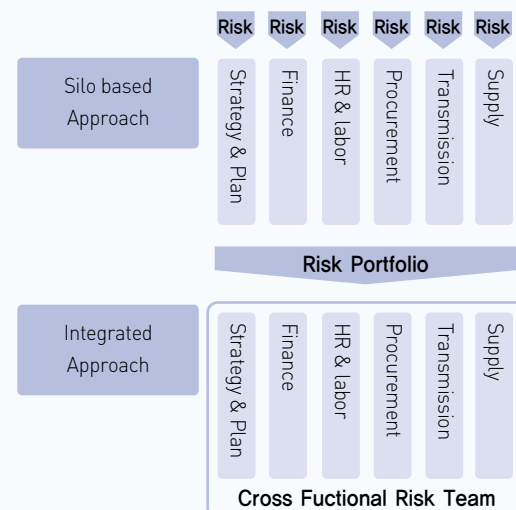 Risk Risk Risk Risk Risk Risk
Silo based
Approach
Strategy & Plan
Finance
HR & labor
Procurement
Transmission
Supply
Risk Portfolio
Integrated
Approach
Strategy & Plan
Finance
HR & labor
Procurement
Transmission
Supply
Cross Fuctional Risk Team